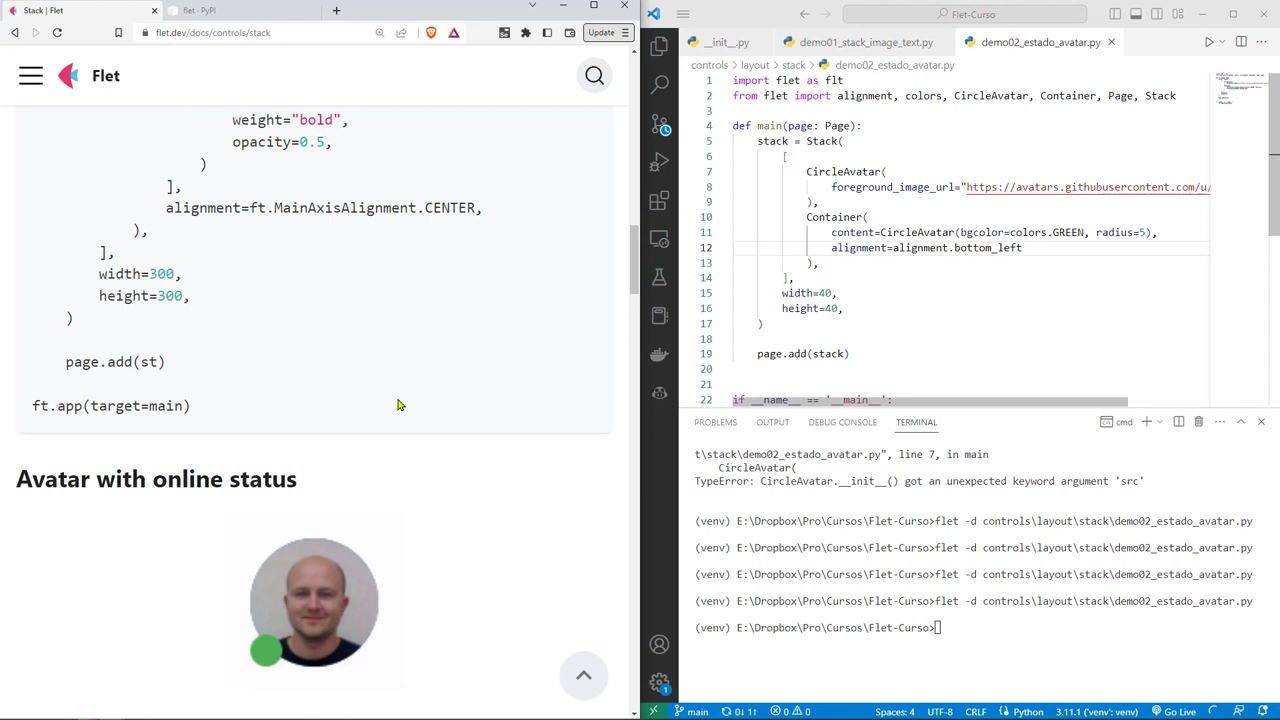 Stack | Flet
flet · PyPI
flet.dev/docs/controls/stack
Update
Flet
weight="bold",
opacity=0.5,
)
],
alignment=ft.MainAxisAlignment.CENTER,
),
],
width=300,
height=300,
)
page.add(st)
ft.app(target=main)
Avatar with online status
Flet-Curso
__init__.py
demo01_stack_image_text.py
demo02_estado_avatar.py
controls > layout > stack > demo02_estado_avatar.py
1 import flet as flt
2 from flet import alignment, colors, CircleAvatar, Container, Page, Stack
3
4 def main(page: Page):
5 stack = Stack(
6 [
7 CircleAvatar(
8 foreground_image_url="https://avatars.githubusercontent.com/u/
9 ),
10 Container(
11 content=CircleAvatar(bgcolor=colors.GREEN, radius=5),
12 alignment=alignment.bottom_left
13 ),
14 ],
15 width=40,
16 height=40,
17 )
18
19 page.add(stack)
20
21
22 if __name__ == '__main__':
PROBLEMS OUTPUT DEBUG CONSOLE TERMINAL cmd
t\stack\demo02_estado_avatar.py", line 7, in main
CircleAvatar(
TypeError: CircleAvatar.__init__() got an unexpected keyword argument 'src'
(venv) E:\Dropbox\Pro\Cursos\Flet-Curso>flet -d controls\layout\stack\demo02_estado_avatar.py
(venv) E:\Dropbox\Pro\Cursos\Flet-Curso>flet -d controls\layout\stack\demo02_estado_avatar.py
(venv) E:\Dropbox\Pro\Cursos\Flet-Curso>flet -d controls\layout\stack\demo02_estado_avatar.py
(venv) E:\Dropbox\Pro\Cursos\Flet-Curso>flet -d controls\layout\stack\demo02_estado_avatar.py
(venv) E:\Dropbox\Pro\Cursos\Flet-Curso>
1
main 0↓ 1↑ 0 0 Spaces: 4 UTF-8 CRLF Python 3.11.1 ('venv': venv) Go Live